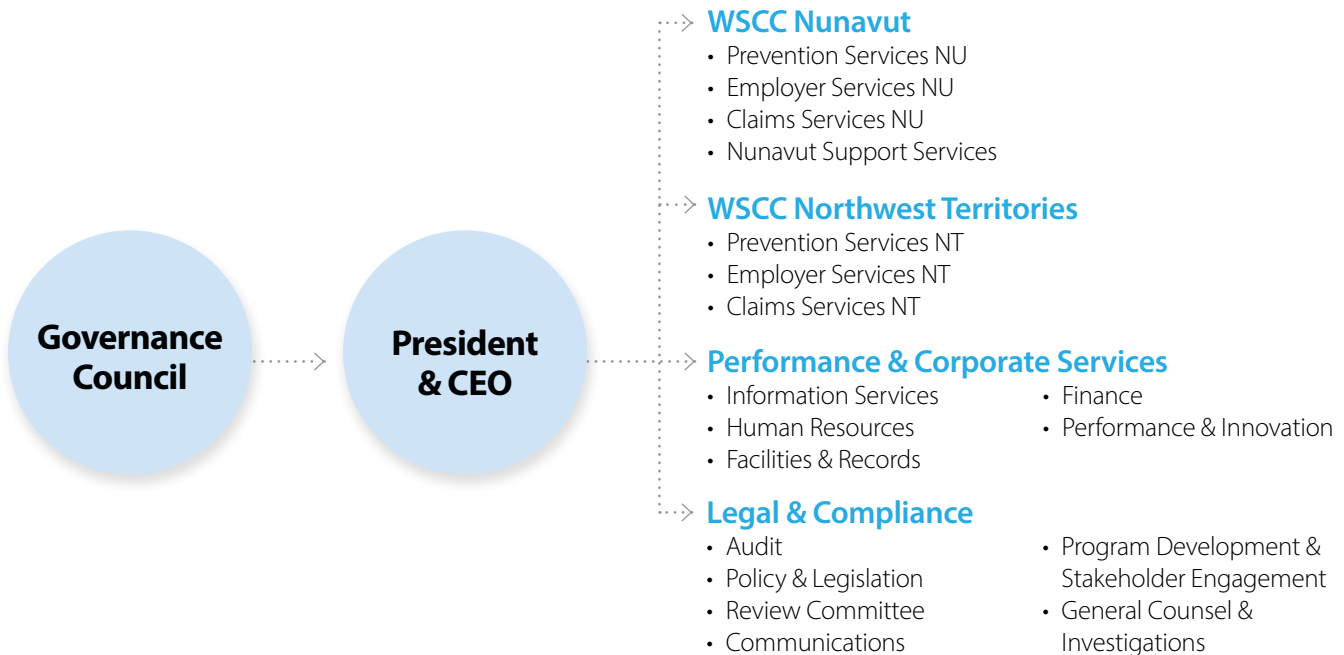 Governance
Council
President
& CEO
WSCC Nunavut
• Prevention Services NU
• Employer Services NU
• Claims Services NU
• Nunavut Support Services
WSCC Northwest Territories
• Prevention Services NT
• Employer Services NT
• Claims Services NT
Performance & Corporate Services
• Information Services
• Human Resources
• Facilities & Records
• Finance
• Performance & Innovation
Legal & Compliance
• Audit
• Policy & Legislation
• Review Committee
• Communications
• Program Development &
Stakeholder Engagement
• General Counsel &
Investigations